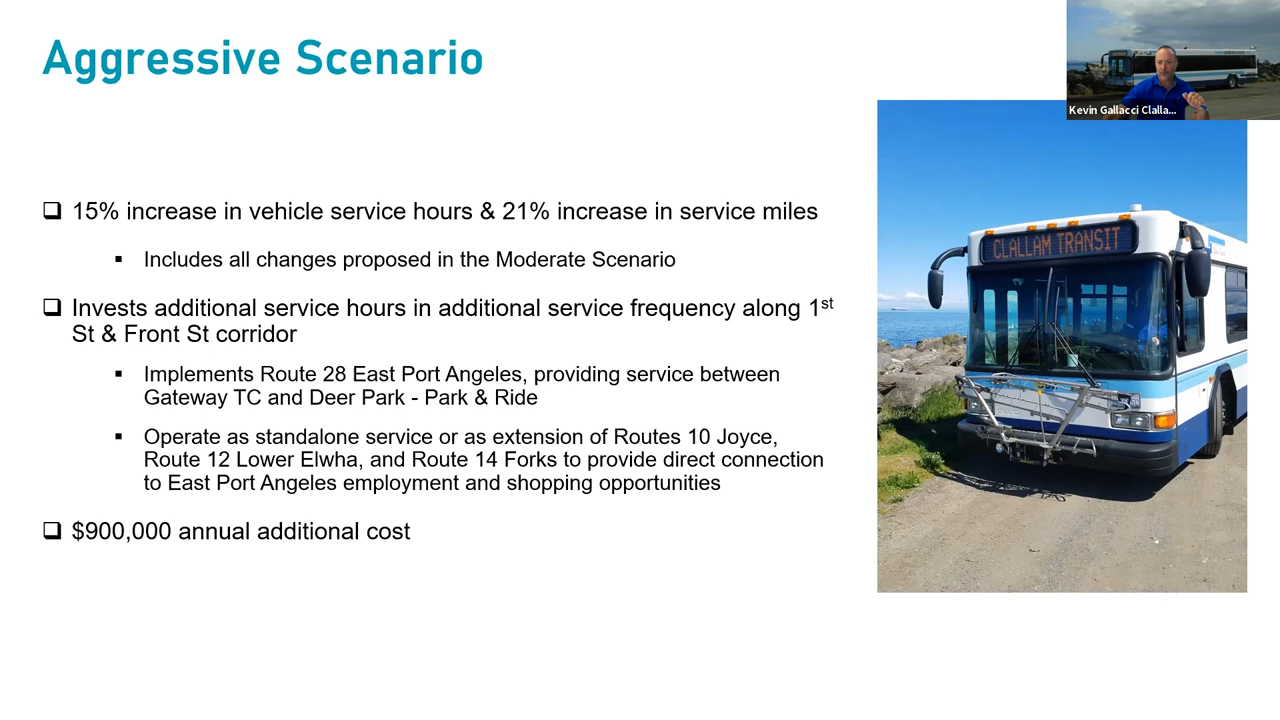 Aggressive Scenario
Kevin Gallacci Clalla...
❑ 15% increase in vehicle service hours & 21% increase in service miles
▪ Includes all changes proposed in the Moderate Scenario
❑ Invests additional service hours in additional service frequency along 1st
St & Front St corridor
▪ Implements Route 28 East Port Angeles, providing service between
Gateway TC and Deer Park - Park & Ride
▪ Operate as standalone service or as extension of Routes 10 Joyce,
Route 12 Lower Elwha, and Route 14 Forks to provide direct connection
to East Port Angeles employment and shopping opportunities
❑ $900,000 annual additional cost
CLALLAM TRANSIT